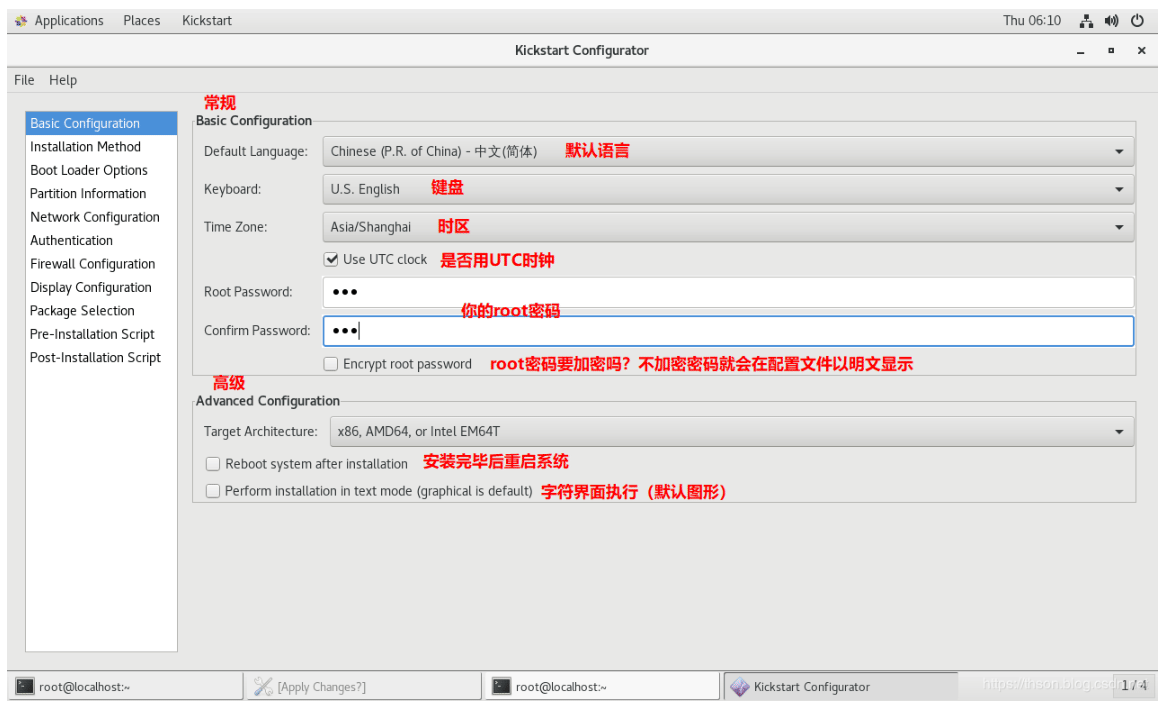 Applications Places Kickstart Thu 06:10
Kickstart Configurator
File Help
常规
Basic Configuration
Installation Method
Boot Loader Options
Partition Information
Network Configuration
Authentication
Firewall Configuration
Display Configuration
Package Selection
Pre-Installation Script
Post-Installation Script
Basic Configuration
Default Language: Chinese (P.R. of China) - 中文(简体) 默认语言
Keyboard: U.S. English 键盘
Time Zone: Asia/Shanghai 时区
Use UTC clock 是否用UTC时钟
Root Password: •••
你的root密码
Confirm Password: •••
Encrypt root password root密码要加密吗？不加密密码就会在配置文件以明文显示
高级
Advanced Configuration
Target Architecture: x86, AMD64, or Intel EM64T
Reboot system after installation 安装完毕后重启系统
Perform installation in text mode (graphical is default) 字符界面执行（默认图形）
root@localhost:~ [Apply Changes?] root@localhost:~ Kickstart Configurator 1 / 4